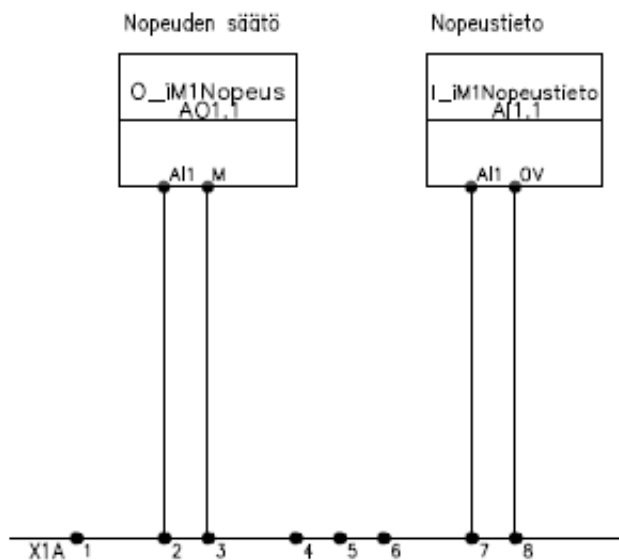 Nopeuden säätö Nopeustieto
O_iM1Nopeus I_iM1Nopeustieto
AO1.1 AI1.1
AI1 M AI1 0V
X1A 1 2 3 4 5 6 7 8